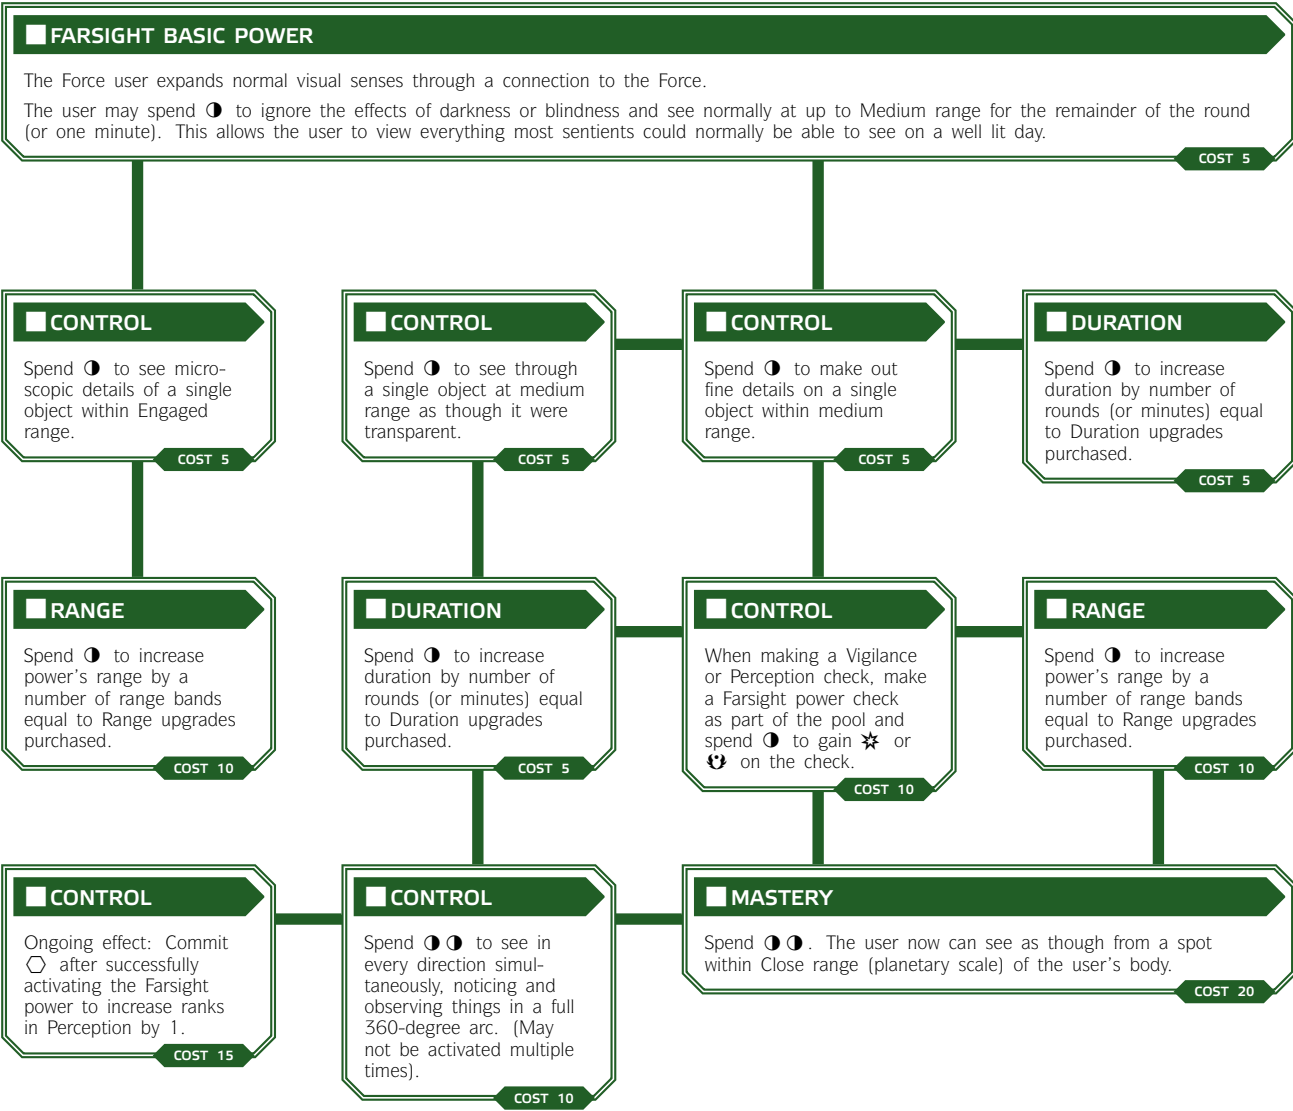 FARSIGHT BASIC POWER
The Force user expands normal visual senses through a connection to the Force.
The user may spend ◑ to ignore the effects of darkness or blindness and see normally at up to Medium range for the remainder of the round
(or one minute). This allows the user to view everything most sentients could normally be able to see on a well lit day.
COST 5
CONTROL
Spend ◑ to see micro-
scopic details of a single
object within Engaged
range.
COST 5
CONTROL
Spend ◑ to see through
a single object at medium
range as though it were
transparent.
COST 5
CONTROL
Spend ◑ to make out
fine details on a single
object within medium
range.
COST 5
DURATION
Spend ◑ to increase
duration by number of
rounds (or minutes) equal
to Duration upgrades
purchased.
COST 5
RANGE
Spend ◑ to increase
power's range by a
number of range bands
equal to Range upgrades
purchased.
COST 10
DURATION
Spend ◑ to increase
duration by number of
rounds (or minutes) equal
to Duration upgrades
purchased.
COST 5
CONTROL
When making a Vigilance
or Perception check, make
a Farsight power check
as part of the pool and
spend ◑ to gain or
on the check.
COST 10
RANGE
Spend ◑ to increase
power's range by a
number of range bands
equal to Range upgrades
purchased.
COST 10
CONTROL
Ongoing effect: Commit
⬡ after successfully
activating the Farsight
power to increase ranks
in Perception by 1.
COST 15
CONTROL
Spend ◑◑ to see in
every direction simul-
taneously, noticing and
observing things in a full
360-degree arc. (May
not be activated multiple
times).
COST 10
MASTERY
Spend ◑◑. The user now can see as though from a spot
within Close range (planetary scale) of the user's body.
COST 20